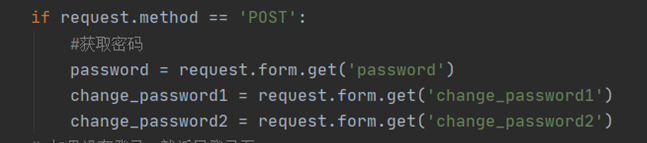 if request.method == 'POST':
#获取密码
password = request.form.get('password')
change_password1 = request.form.get('change_password1')
change_password2 = request.form.get('change_password2')